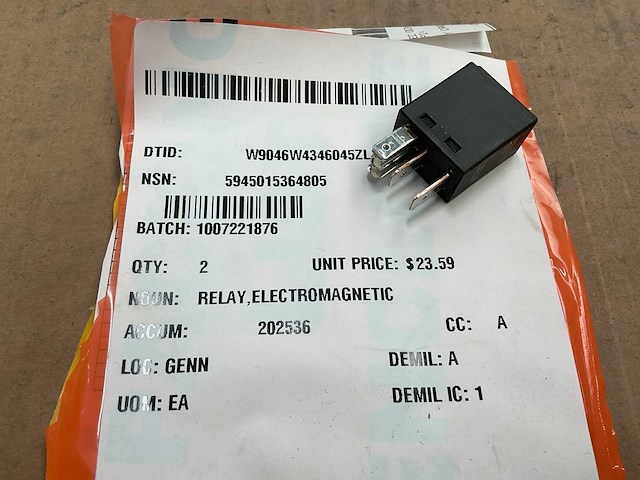 DTID: W9046W4346045ZL
NSN: 5945015364805
BATCH: 1007221876
QTY: 2 UNIT PRICE: $23.59
NOUN: RELAY,ELECTROMAGNETIC
ACCUM: 202536 CC: A
LOC: GENN DEMIL: A
UOM: EA DEMIL IC: 1